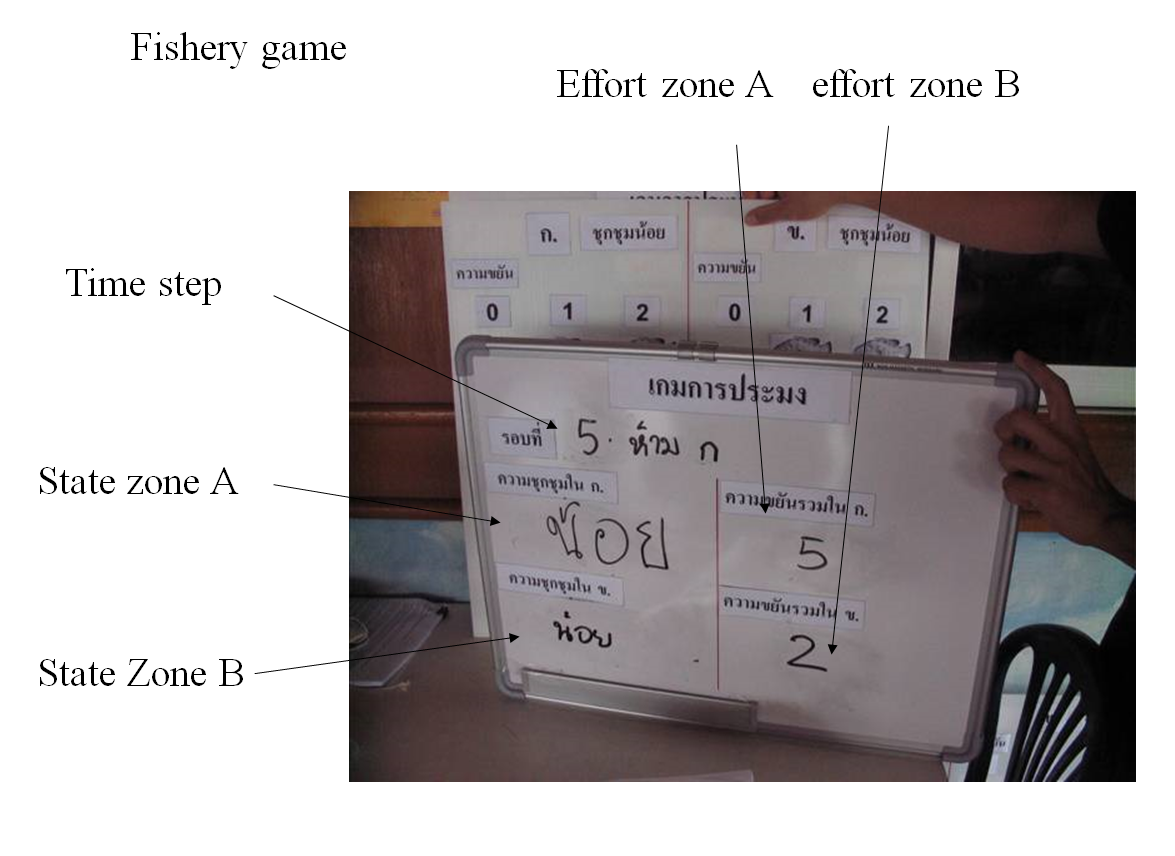 Fishery game
Effort zone A effort zone B
Time step
State zone A
State Zone B
ก. ชุกชุมน้อย ข. ชุกชุมน้อย
ความขยัน ความขยัน
0 1 2 0 1 2
เกมการประมง
รอบที่ 5. ห้าม ก
ความชุกชุมใน ก. ความขยันรวมใน ก.
น้อย 5
ความชุกชุมใน ข. ความขยันรวมใน ข.
น้อย 2